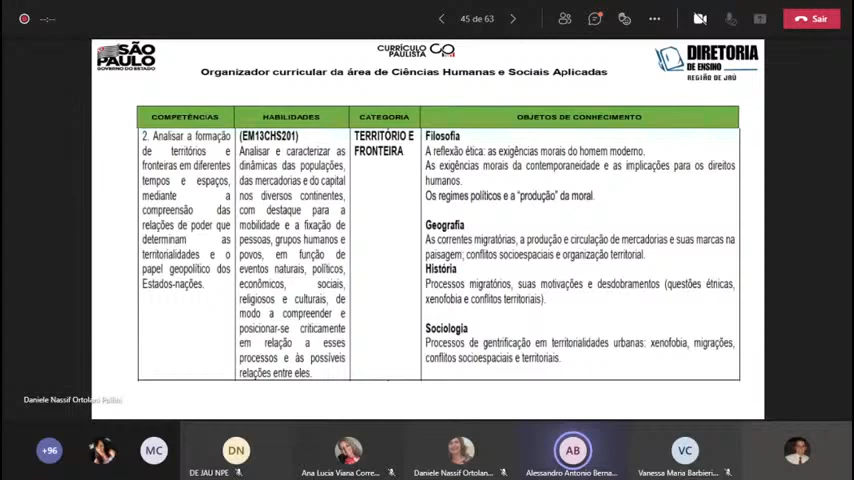 --:--
45 de 63
Sair
SÃO PAULO
GOVERNO DO ESTADO
CURRÍCULO
PAULISTA
DIRETORIA
DE ENSINO
REGIÃO DE JAÚ
Organizador curricular da área de Ciências Humanas e Sociais Aplicadas
COMPETÊNCIAS
HABILIDADES
CATEGORIA
OBJETOS DE CONHECIMENTO
2. Analisar a formação
de territórios e
fronteiras em diferentes
tempos e espaços,
mediante a
compreensão das
relações de poder que
determinam as
territorialidades e o
papel geopolítico dos
Estados-nações.
(EM13CHS201)
Analisar e caracterizar as
dinâmicas das populações,
das mercadorias e do capital
nos diversos continentes,
com destaque para a
mobilidade e a fixação de
pessoas, grupos humanos e
povos, em função de
eventos naturais, políticos,
econômicos, sociais,
religiosos e culturais, de
modo a compreender e
posicionar-se criticamente
em relação a esses
processos e às possíveis
relações entre eles.
TERRITÓRIO E
FRONTEIRA
Filosofia
A reflexão ética: as exigências morais do homem moderno.
As exigências morais da contemporaneidade e as implicações para os direitos
humanos.
Os regimes políticos e a “produção” da moral.
Geografia
As correntes migratórias, a produção e circulação de mercadorias e suas marcas na
paisagem; conflitos socioespaciais e organização territorial.
História
Processos migratórios, suas motivações e desdobramentos (questões étnicas,
xenofobia e conflitos territoriais).
Sociologia
Processos de gentrificação em territorialidades urbanas: xenofobia, migrações,
conflitos socioespaciais e territoriais.
Daniele Nassif Ortolani
+96
MC
DN
AB
VC
DE JAU NPE
Ana Lucia Viana Corre...
Daniele Nassif Ortolan...
Alessandro Antonio Berna...
Vanessa Maria Barbieri...